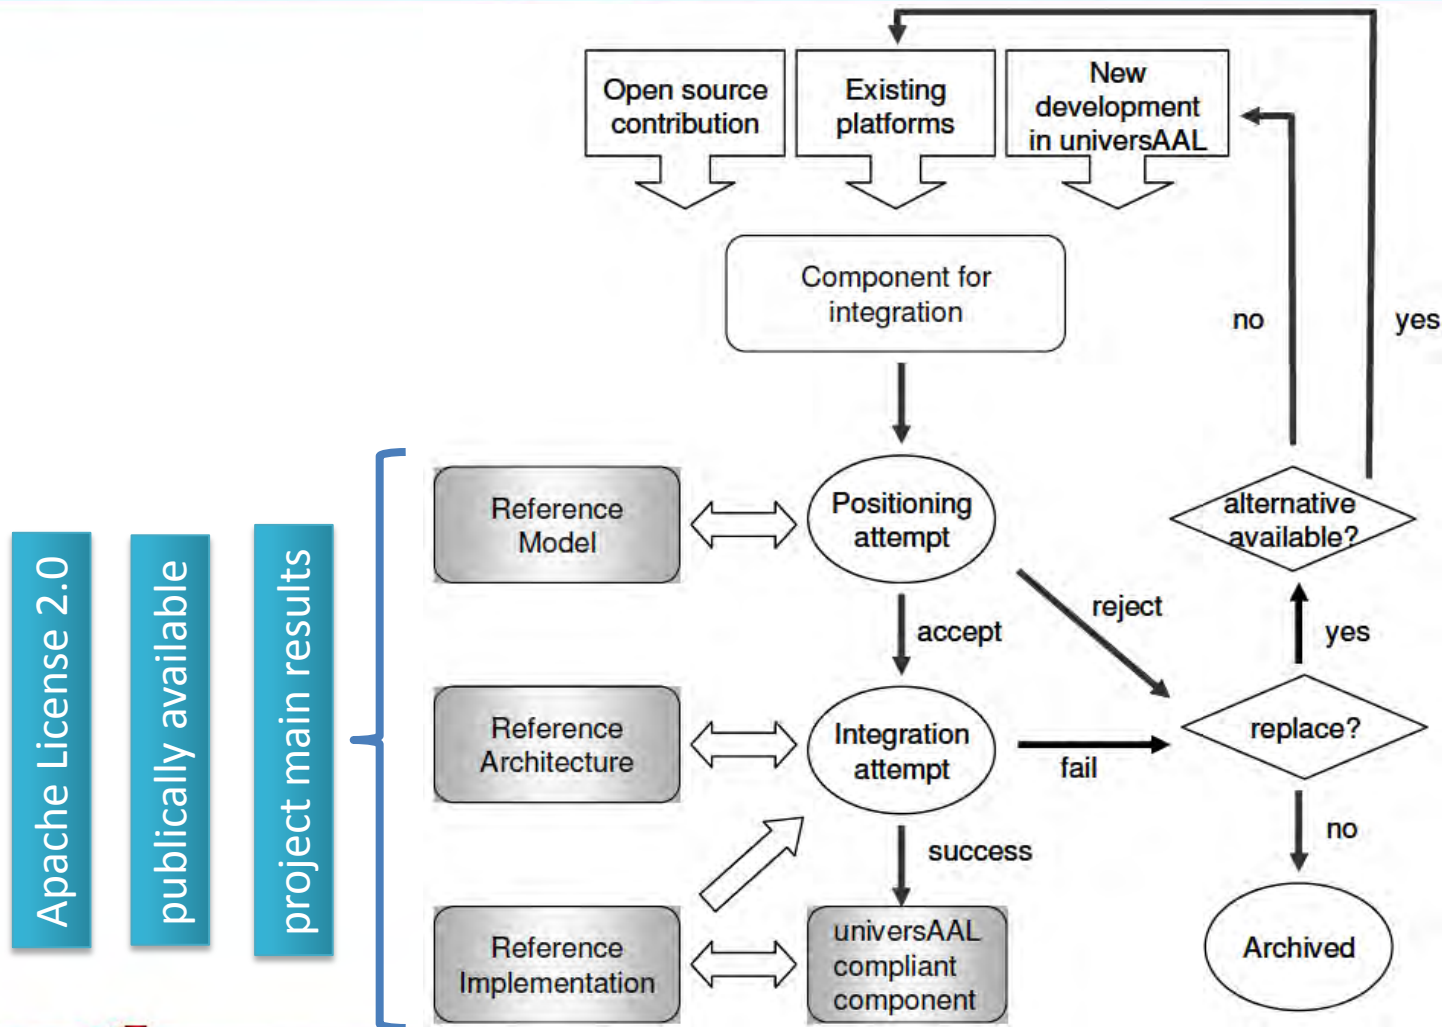 Open source
contribution
Existing
platforms
New
development
in universAAL
Component for
integration
no
yes
Reference
Model
Positioning
attempt
alternative
available?
accept
reject
yes
Reference
Architecture
Integration
attempt
fail
replace?
success
no
Reference
Implementation
universAAL
compliant
component
Archived
Apache License 2.0
publically available
project main results